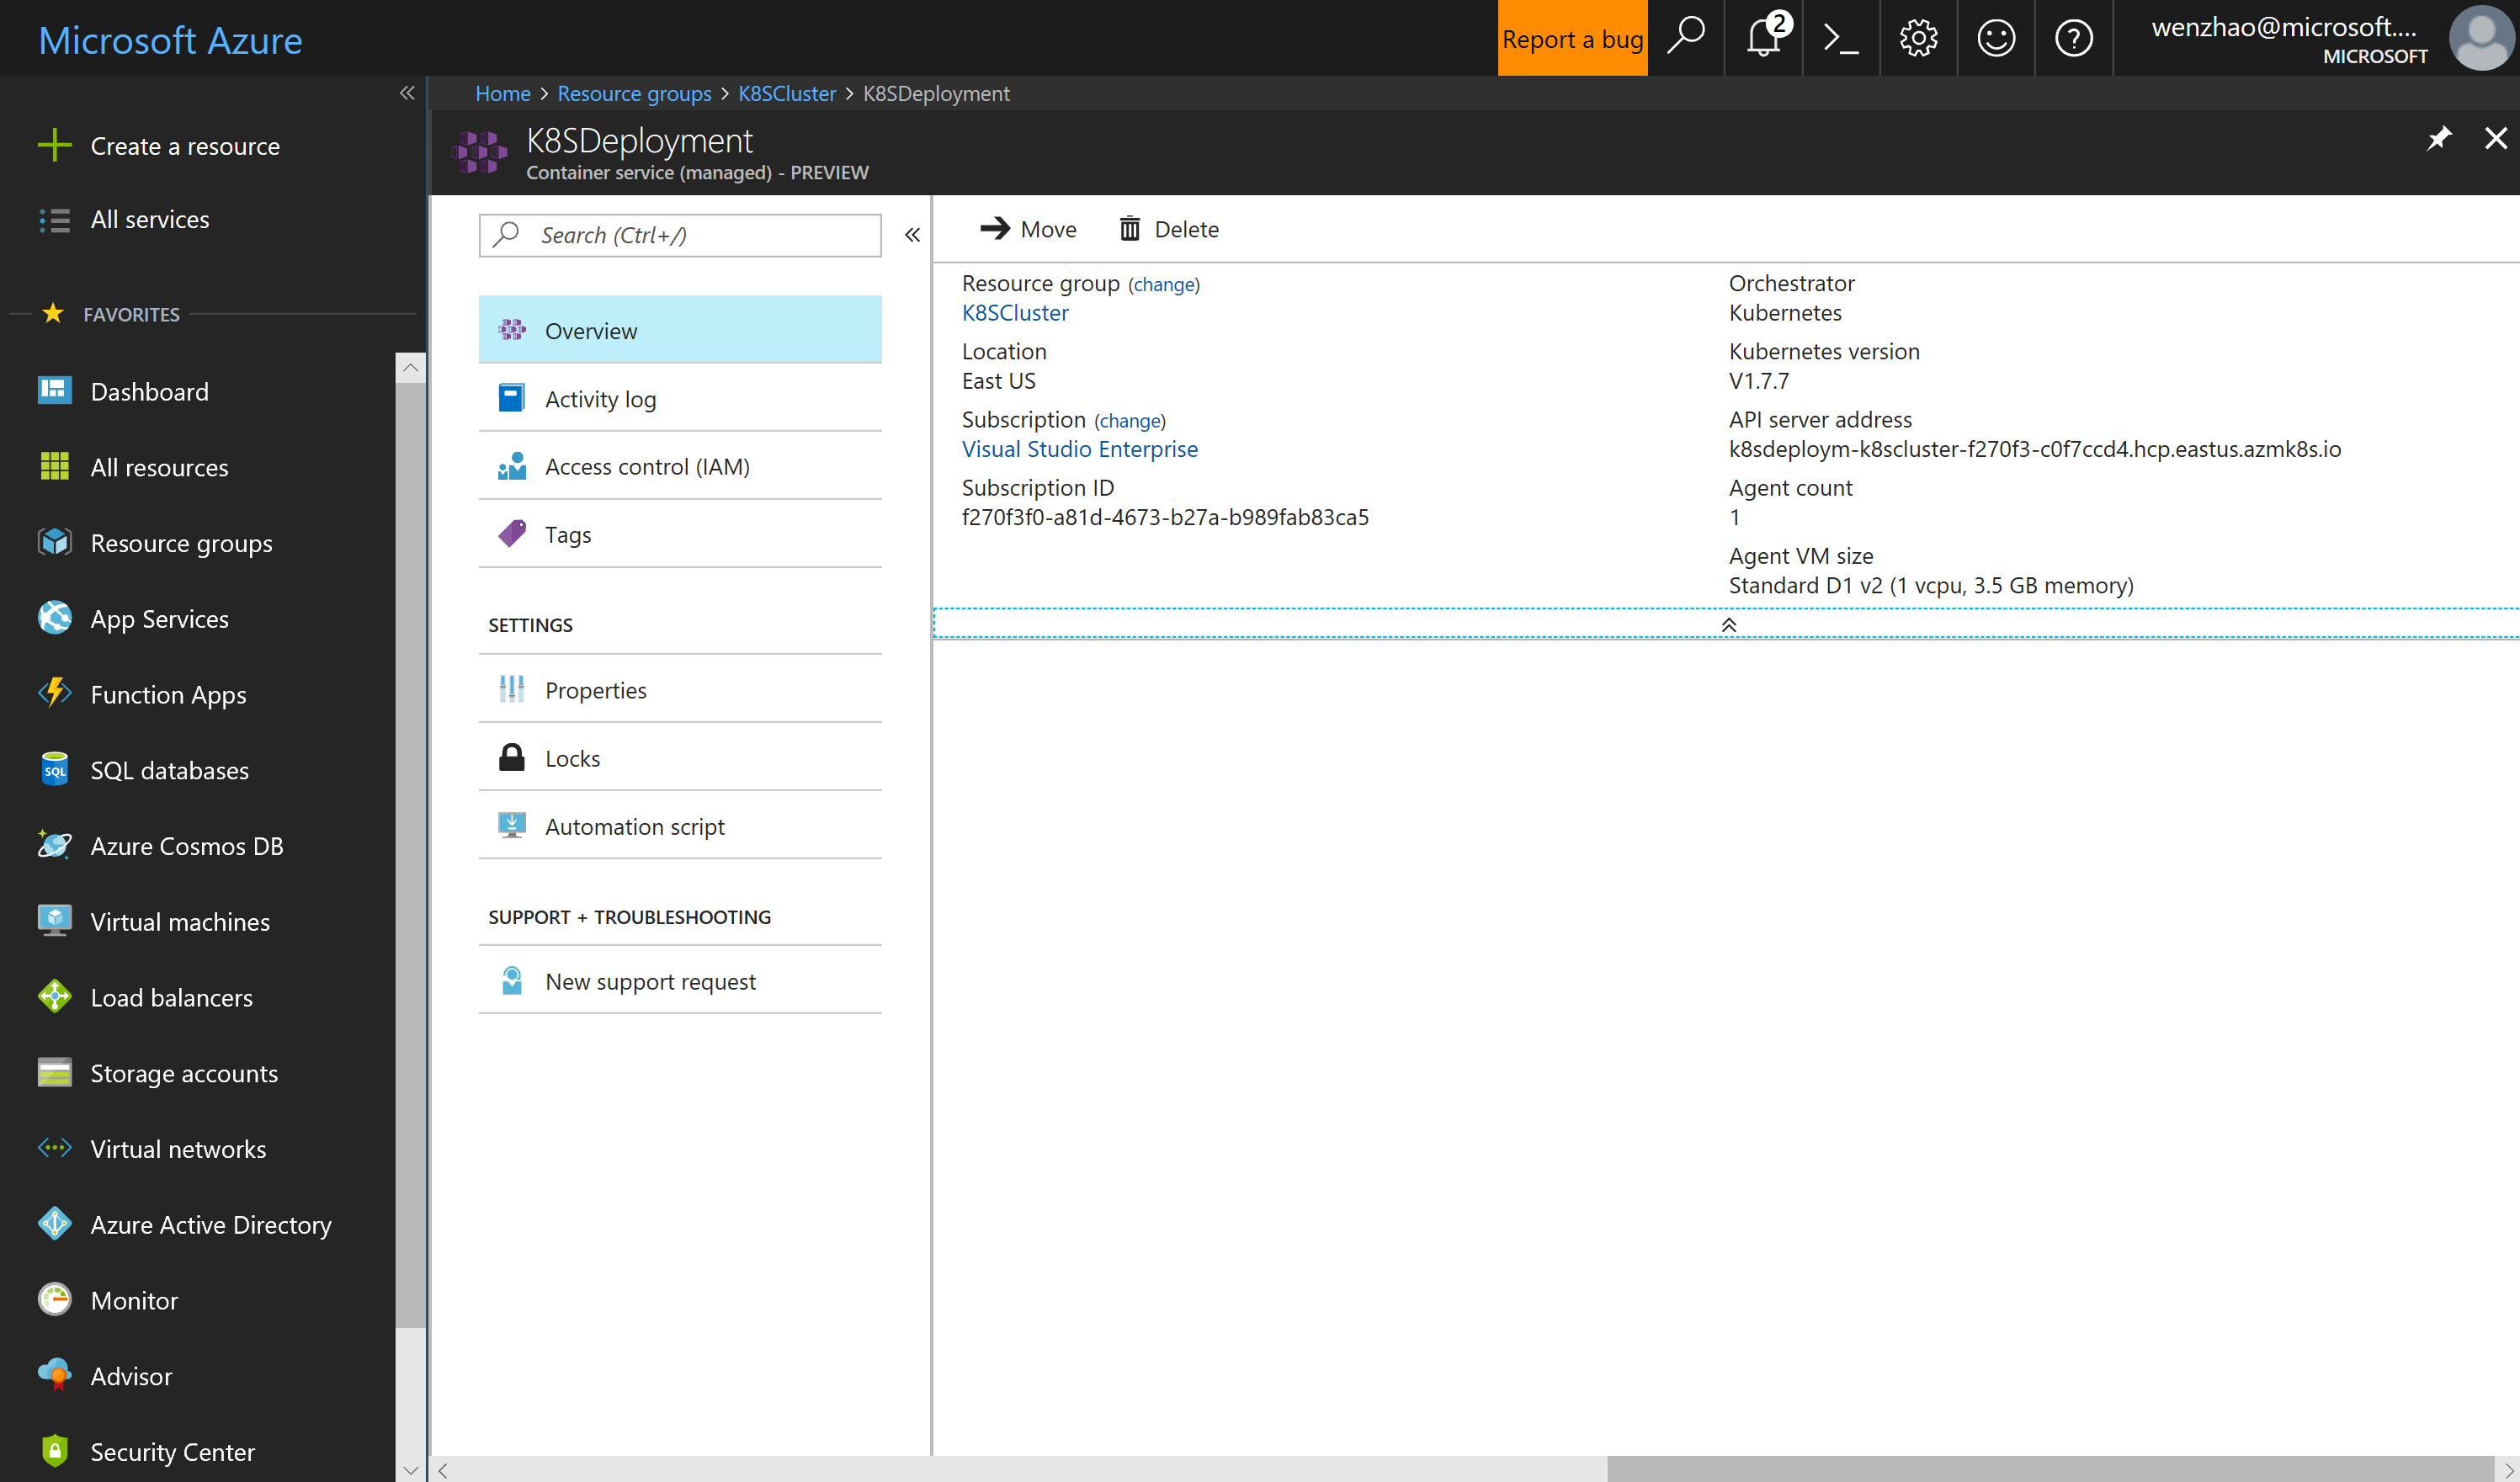 Microsoft Azure
Report a bug
2
wenzhao@microsoft....
MICROSOFT
Home > Resource groups > K8SCluster > K8SDeployment
Create a resource
All services
FAVORITES
Dashboard
All resources
Resource groups
App Services
Function Apps
SQL databases
Azure Cosmos DB
Virtual machines
Load balancers
Storage accounts
Virtual networks
Azure Active Directory
Monitor
Advisor
Security Center
K8SDeployment
Container service (managed) - PREVIEW
Search (Ctrl+/)
Overview
Activity log
Access control (IAM)
Tags
SETTINGS
Properties
Locks
Automation script
SUPPORT + TROUBLESHOOTING
New support request
Move
Delete
Resource group (change)
K8SCluster
Location
East US
Subscription (change)
Visual Studio Enterprise
Subscription ID
f270f3f0-a81d-4673-b27a-b989fab83ca5
Orchestrator
Kubernetes
Kubernetes version
V1.7.7
API server address
k8sdeploym-k8scluster-f270f3-c0f7ccd4.hcp.eastus.azmk8s.io
Agent count
1
Agent VM size
Standard D1 v2 (1 vcpu, 3.5 GB memory)